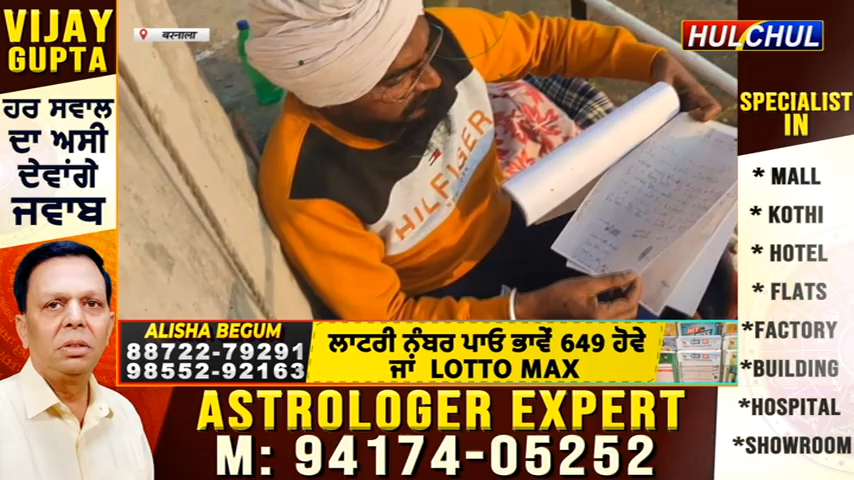 VIJAY
GUPTA
ਹਰ ਸਵਾਲ
ਦਾ ਅਸੀ
ਦੇਵਾਂਗੇ
ਜਵਾਬ
ਬਰਨਾਲਾ
HULCHUL
HILFIGER
SPECIALIST
IN
* MALL
* KOTHI
* HOTEL
* FLATS
*FACTORY
*BUILDING
*HOSPITAL
*SHOWROOM
ALISHA BEGUM
88722-79291
98552-92163
ਲਾਟਰੀ ਨੰਬਰ ਪਾਓ ਭਾਵੇਂ 649 ਹੋਵੇ
ਜਾਂ LOTTO MAX
ASTROLOGER EXPERT
M: 94174-05252